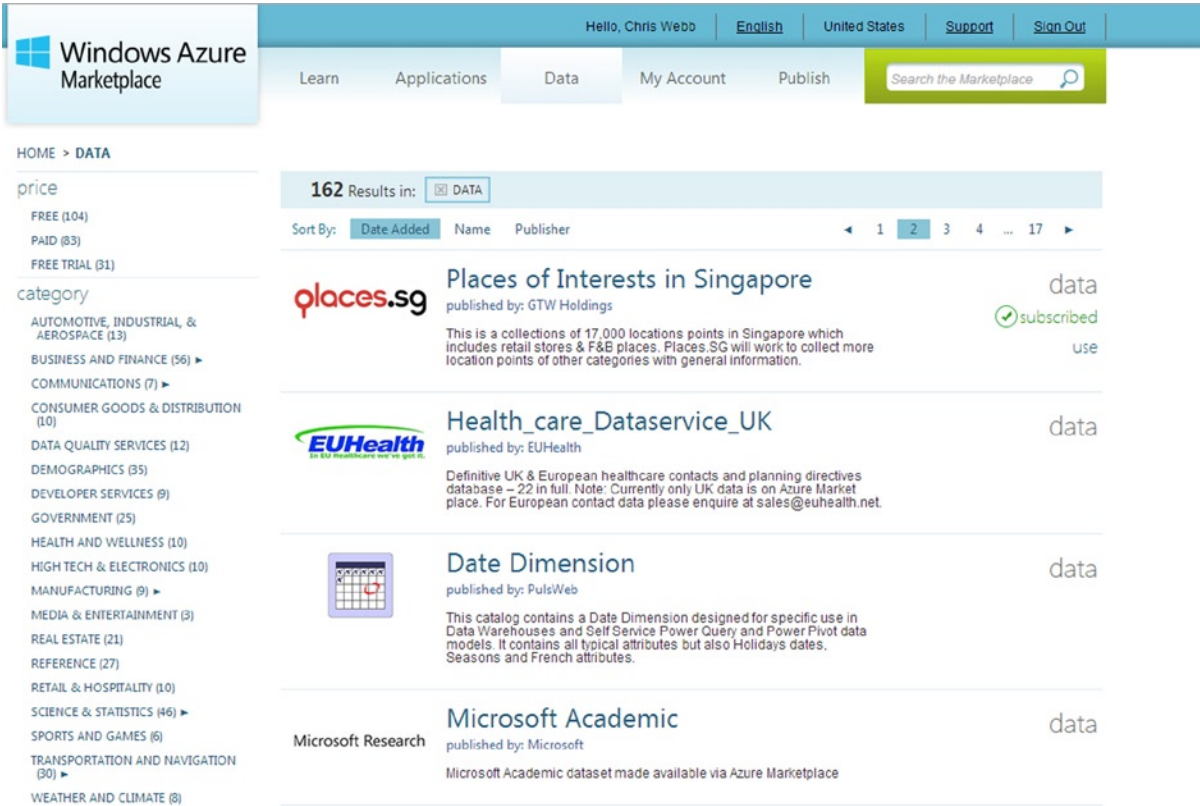 Hello, Chris Webb
English
United States
Support
Sign Out
Windows Azure
Marketplace
Learn
Applications
Data
My Account
Publish
Search the Marketplace
HOME > DATA
price
FREE (104)
PAID (83)
FREE TRIAL (31)
category
AUTOMOTIVE, INDUSTRIAL, &
AEROSPACE (13)
BUSINESS AND FINANCE (56) ►
COMMUNICATIONS (7) ►
CONSUMER GOODS & DISTRIBUTION
(10)
DATA QUALITY SERVICES (12)
DEMOGRAPHICS (35)
DEVELOPER SERVICES (9)
GOVERNMENT (25)
HEALTH AND WELLNESS (10)
HIGH TECH & ELECTRONICS (10)
MANUFACTURING (9) ►
MEDIA & ENTERTAINMENT (3)
REAL ESTATE (21)
REFERENCE (27)
RETAIL & HOSPITALITY (10)
SCIENCE & STATISTICS (46) ►
SPORTS AND GAMES (6)
TRANSPORTATION AND NAVIGATION
(30) ►
WEATHER AND CLIMATE (8)
162 Results in: DATA
Sort By: Date Added Name Publisher
◄ 1 2 3 4 ... 17 ►
places.sg
Places of Interests in Singapore
published by: GTW Holdings
This is a collections of 17,000 locations points in Singapore which
includes retail stores & F&B places. Places.SG will work to collect more
location points of other categories with general information.
data
subscribed
use
EUHealth
In EU Healthcare we've got it.
Health_care_Dataservice_UK
published by: EUHealth
Definitive UK & European healthcare contacts and planning directives
database – 22 in full. Note: Currently only UK data is on Azure Market
place. For European contact data please enquire at sales@euhealth.net.
data
Date Dimension
published by: PulsWeb
This catalog contains a Date Dimension designed for specific use in
Data Warehouses and Self Service Power Query and Power Pivot data
models. It contains all typical attributes but also Holidays dates,
Seasons and French attributes.
data
Microsoft Research
Microsoft Academic
published by: Microsoft
Microsoft Academic dataset made available via Azure Marketplace
data